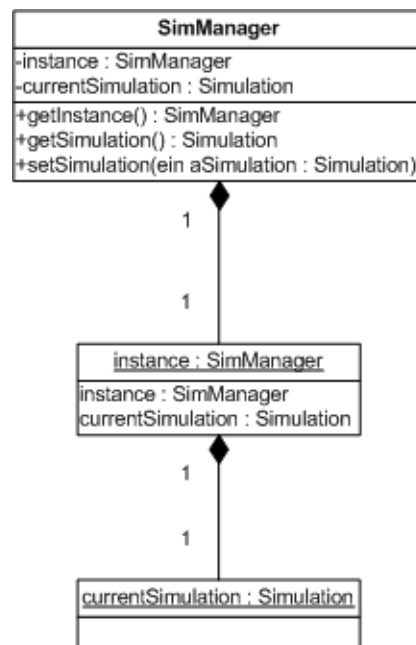 SimManager
-instance : SimManager
-currentSimulation : Simulation
+getInstance() : SimManager
+getSimulation() : Simulation
+setSimulation(ein aSimulation : Simulation)
1
1
instance : SimManager
instance : SimManager
currentSimulation : Simulation
1
1
currentSimulation : Simulation